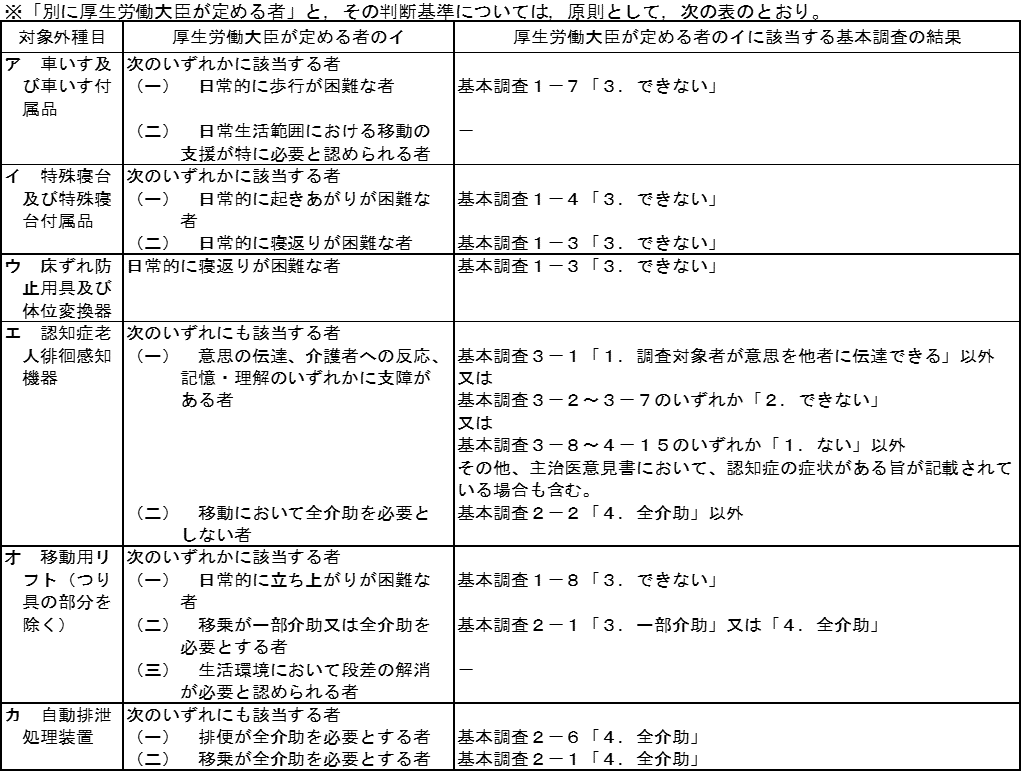 ※「別に厚生労働大臣が定める者」と，その判断基準については，原則として，次の表のとおり。
対象外種目
厚生労働大臣が定める者のイ
厚生労働大臣が定める者のイに該当する基本調査の結果
ア　車いす及
び車いす付
属品
次のいずれかに該当する者
（一）　日常的に歩行が困難な者
基本調査１－７「３．できない」
（二）　日常生活範囲における移動の
支援が特に必要と認められる者
－
イ　特殊寝台
及び特殊寝
台付属品
次のいずれかに該当する者
（一）　日常的に起きあがりが困難な
者
基本調査１－４「３．できない」
（二）　日常的に寝返りが困難な者
基本調査１－３「３．できない」
ウ　床ずれ防
止用具及び
体位変換器
日常的に寝返りが困難な者
基本調査１－３「３．できない」
エ　認知症老
人徘徊感知
機器
次のいずれにも該当する者
（一）　意思の伝達、介護者への反応、
記憶・理解のいずれかに支障が
ある者
基本調査３－１「１．調査対象者が意思を他者に伝達できる」以外
又は
基本調査３－２～３－７のいずれか「２．できない」
又は
基本調査３－８～４－１５のいずれか「１．ない」以外
その他、主治医意見書において、認知症の症状がある旨が記載されて
いる場合も含む。
（二）　移動において全介助を必要と
しない者
基本調査２－２「４．全介助」以外
オ　移動用リ
フト（つり
具の部分を
除く）
次のいずれかに該当する者
（一）　日常的に立ち上がりが困難な
者
基本調査１－８「３．できない」
（二）　移乗が一部介助又は全介助を
必要とする者
基本調査２－１「３．一部介助」又は「４．全介助」
（三）　生活環境において段差の解消
が必要と認められる者
－
カ　自動排泄
処理装置
次のいずれにも該当する者
（一）　排便が全介助を必要とする者
基本調査２－６「４．全介助」
（二）　移乗が全介助を必要とする者
基本調査２－１「４．全介助」